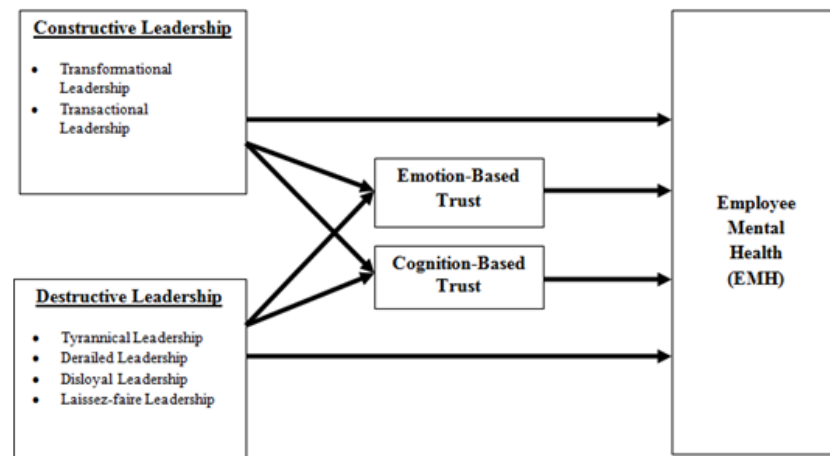 Constructive Leadership
• Transformational
Leadership
• Transactional
Leadership
Emotion-Based
Trust
Cognition-Based
Trust
Destructive Leadership
• Tyrannical Leadership
• Derailed Leadership
• Disloyal Leadership
• Laissez-faire Leadership
Employee
Mental
Health
(EMH)